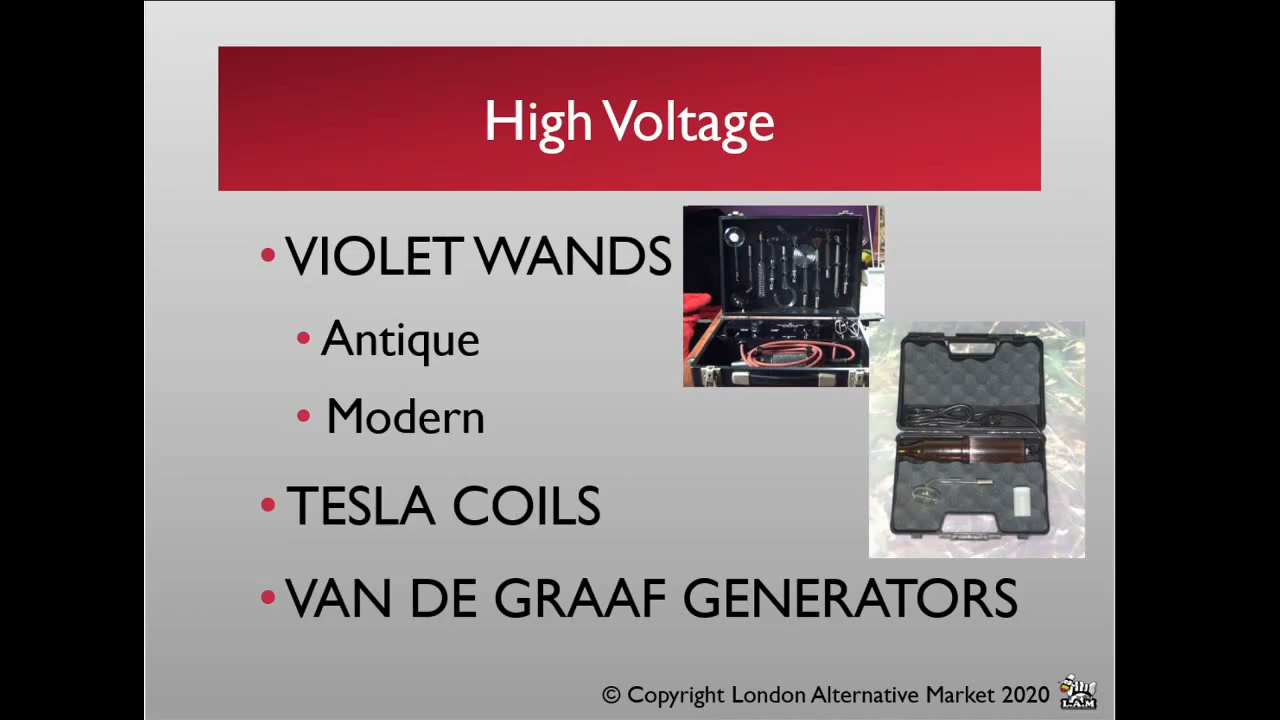 High Voltage
• VIOLET WANDS
• Antique
• Modern
• TESLA COILS
• VAN DE GRAAF GENERATORS
© Copyright London Alternative Market 2020
L.A.M